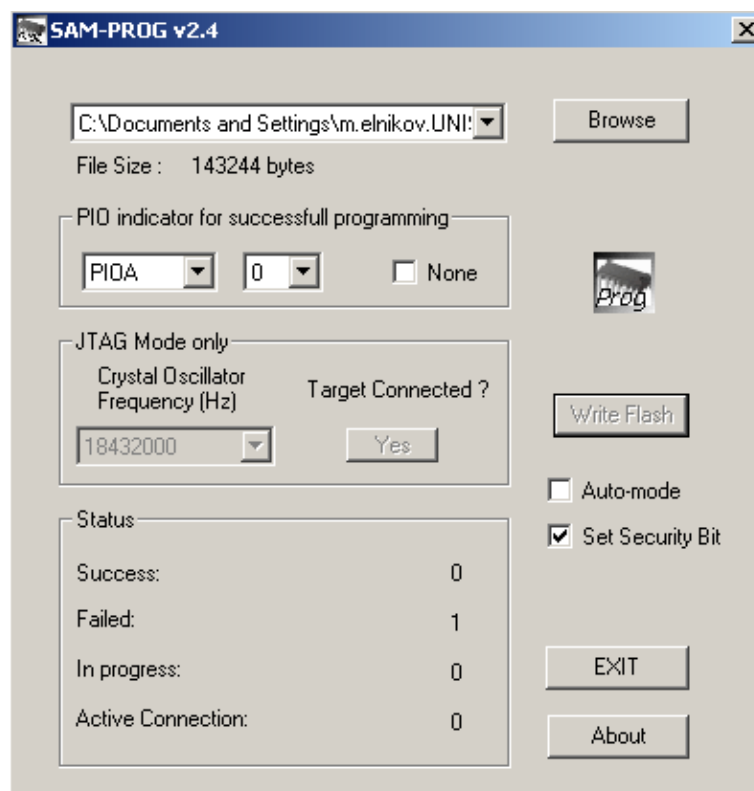 SAM-PROG v2.4
C:\Documents and Settings\m.elnikov.UNI
Browse
File Size : 143244 bytes
PIO indicator for successfull programming
PIOA 0 None
Prog
JTAG Mode only
Crystal Oscillator
Frequency (Hz)
Target Connected ?
18432000 Yes
Write Flash
Auto-mode
Set Security Bit
Status
Success: 0
Failed: 1
In progress: 0
Active Connection: 0
EXIT
About